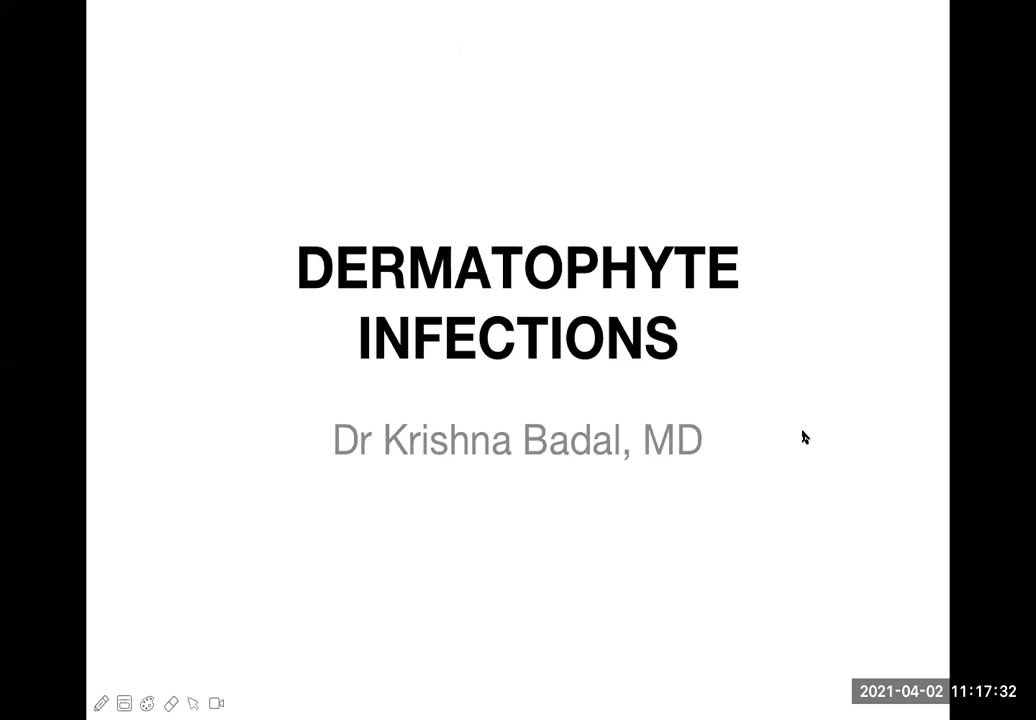 DERMATOPHYTE
INFECTIONS
Dr Krishna Badal, MD
2021-04-02 11:17:32